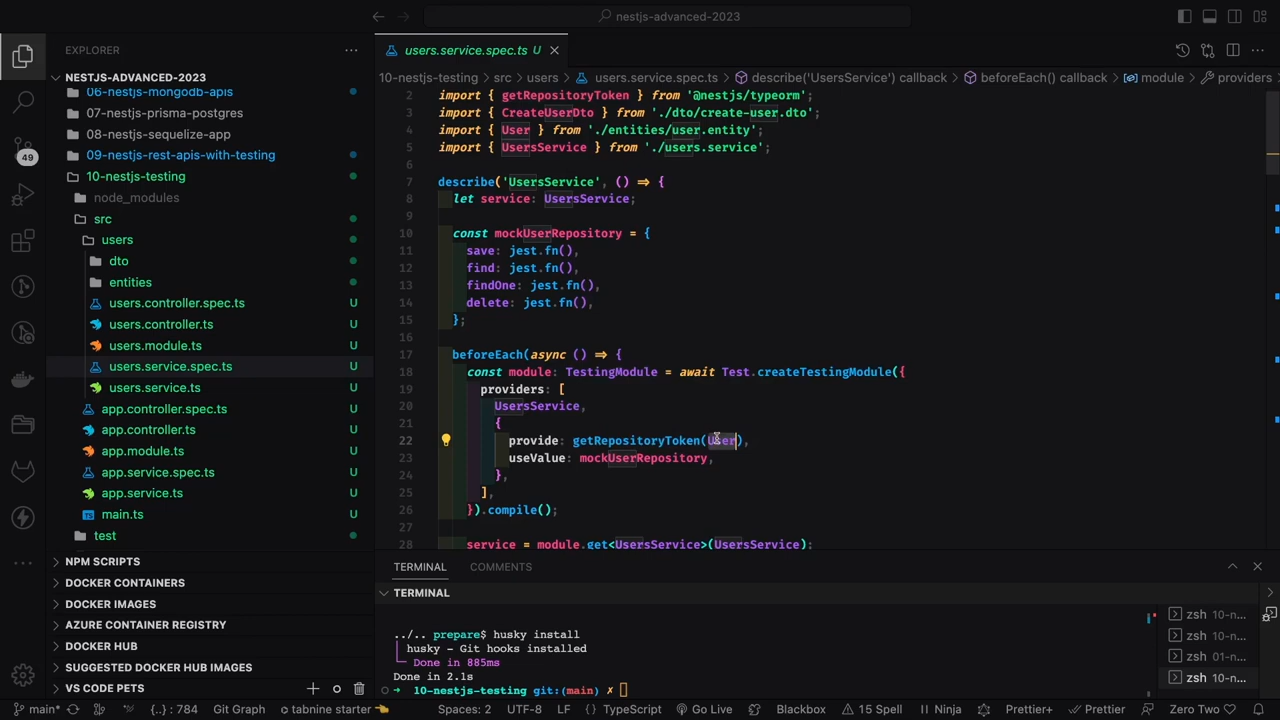 nestjs-advanced-2023
EXPLORER
NESTJS-ADVANCED-2023
06-nestjs-mongodb-apis
07-nestjs-prisma-postgres
08-nestjs-sequelize-app
09-nestjs-rest-apis-with-testing
10-nestjs-testing
node_modules
src
users
dto
entities
users.controller.spec.ts U
users.controller.ts U
users.module.ts U
users.service.spec.ts U
users.service.ts U
app.controller.spec.ts U
app.controller.ts U
app.module.ts U
app.service.spec.ts U
app.service.ts U
main.ts U
test
NPM SCRIPTS
DOCKER CONTAINERS
DOCKER IMAGES
AZURE CONTAINER REGISTRY
DOCKER HUB
SUGGESTED DOCKER HUB IMAGES
VS CODE PETS
49
users.service.spec.ts U
10-nestjs-testing > src > users > users.service.spec.ts > describe('UsersService') callback > beforeEach() callback > module > providers
2 import { getRepositoryToken } from '@nestjs/typeorm';
3 import { CreateUserDto } from './dto/create-user.dto';
4 import { User } from './entities/user.entity';
5 import { UsersService } from './users.service';
6
7 describe('UsersService', () => {
8 let service: UsersService;
9
10 const mockUserRepository = {
11 save: jest.fn(),
12 find: jest.fn(),
13 findOne: jest.fn(),
14 delete: jest.fn(),
15 };
16
17 beforeEach(async () => {
18 const module: TestingModule = await Test.createTestingModule({
19 providers: [
20 UsersService,
21 {
22 provide: getRepositoryToken(User),
23 useValue: mockUserRepository,
24 },
25 ],
26 }).compile();
27
28 service = module.get<UsersService>(UsersService);
TERMINAL COMMENTS
TERMINAL
../.. prepare$ husky install
husky - Git hooks installed
Done in 885ms
Done in 2.1s
10-nestjs-testing git:(main) ✗
zsh 10-n...
zsh 10-n...
zsh 01-n...
zsh 10-n...
main* {..} : 784 Git Graph tabnine starter Spaces: 2 UTF-8 LF {} TypeScript Go Live Blackbox 15 Spell Ninja Prettier+ Prettier Zero Two